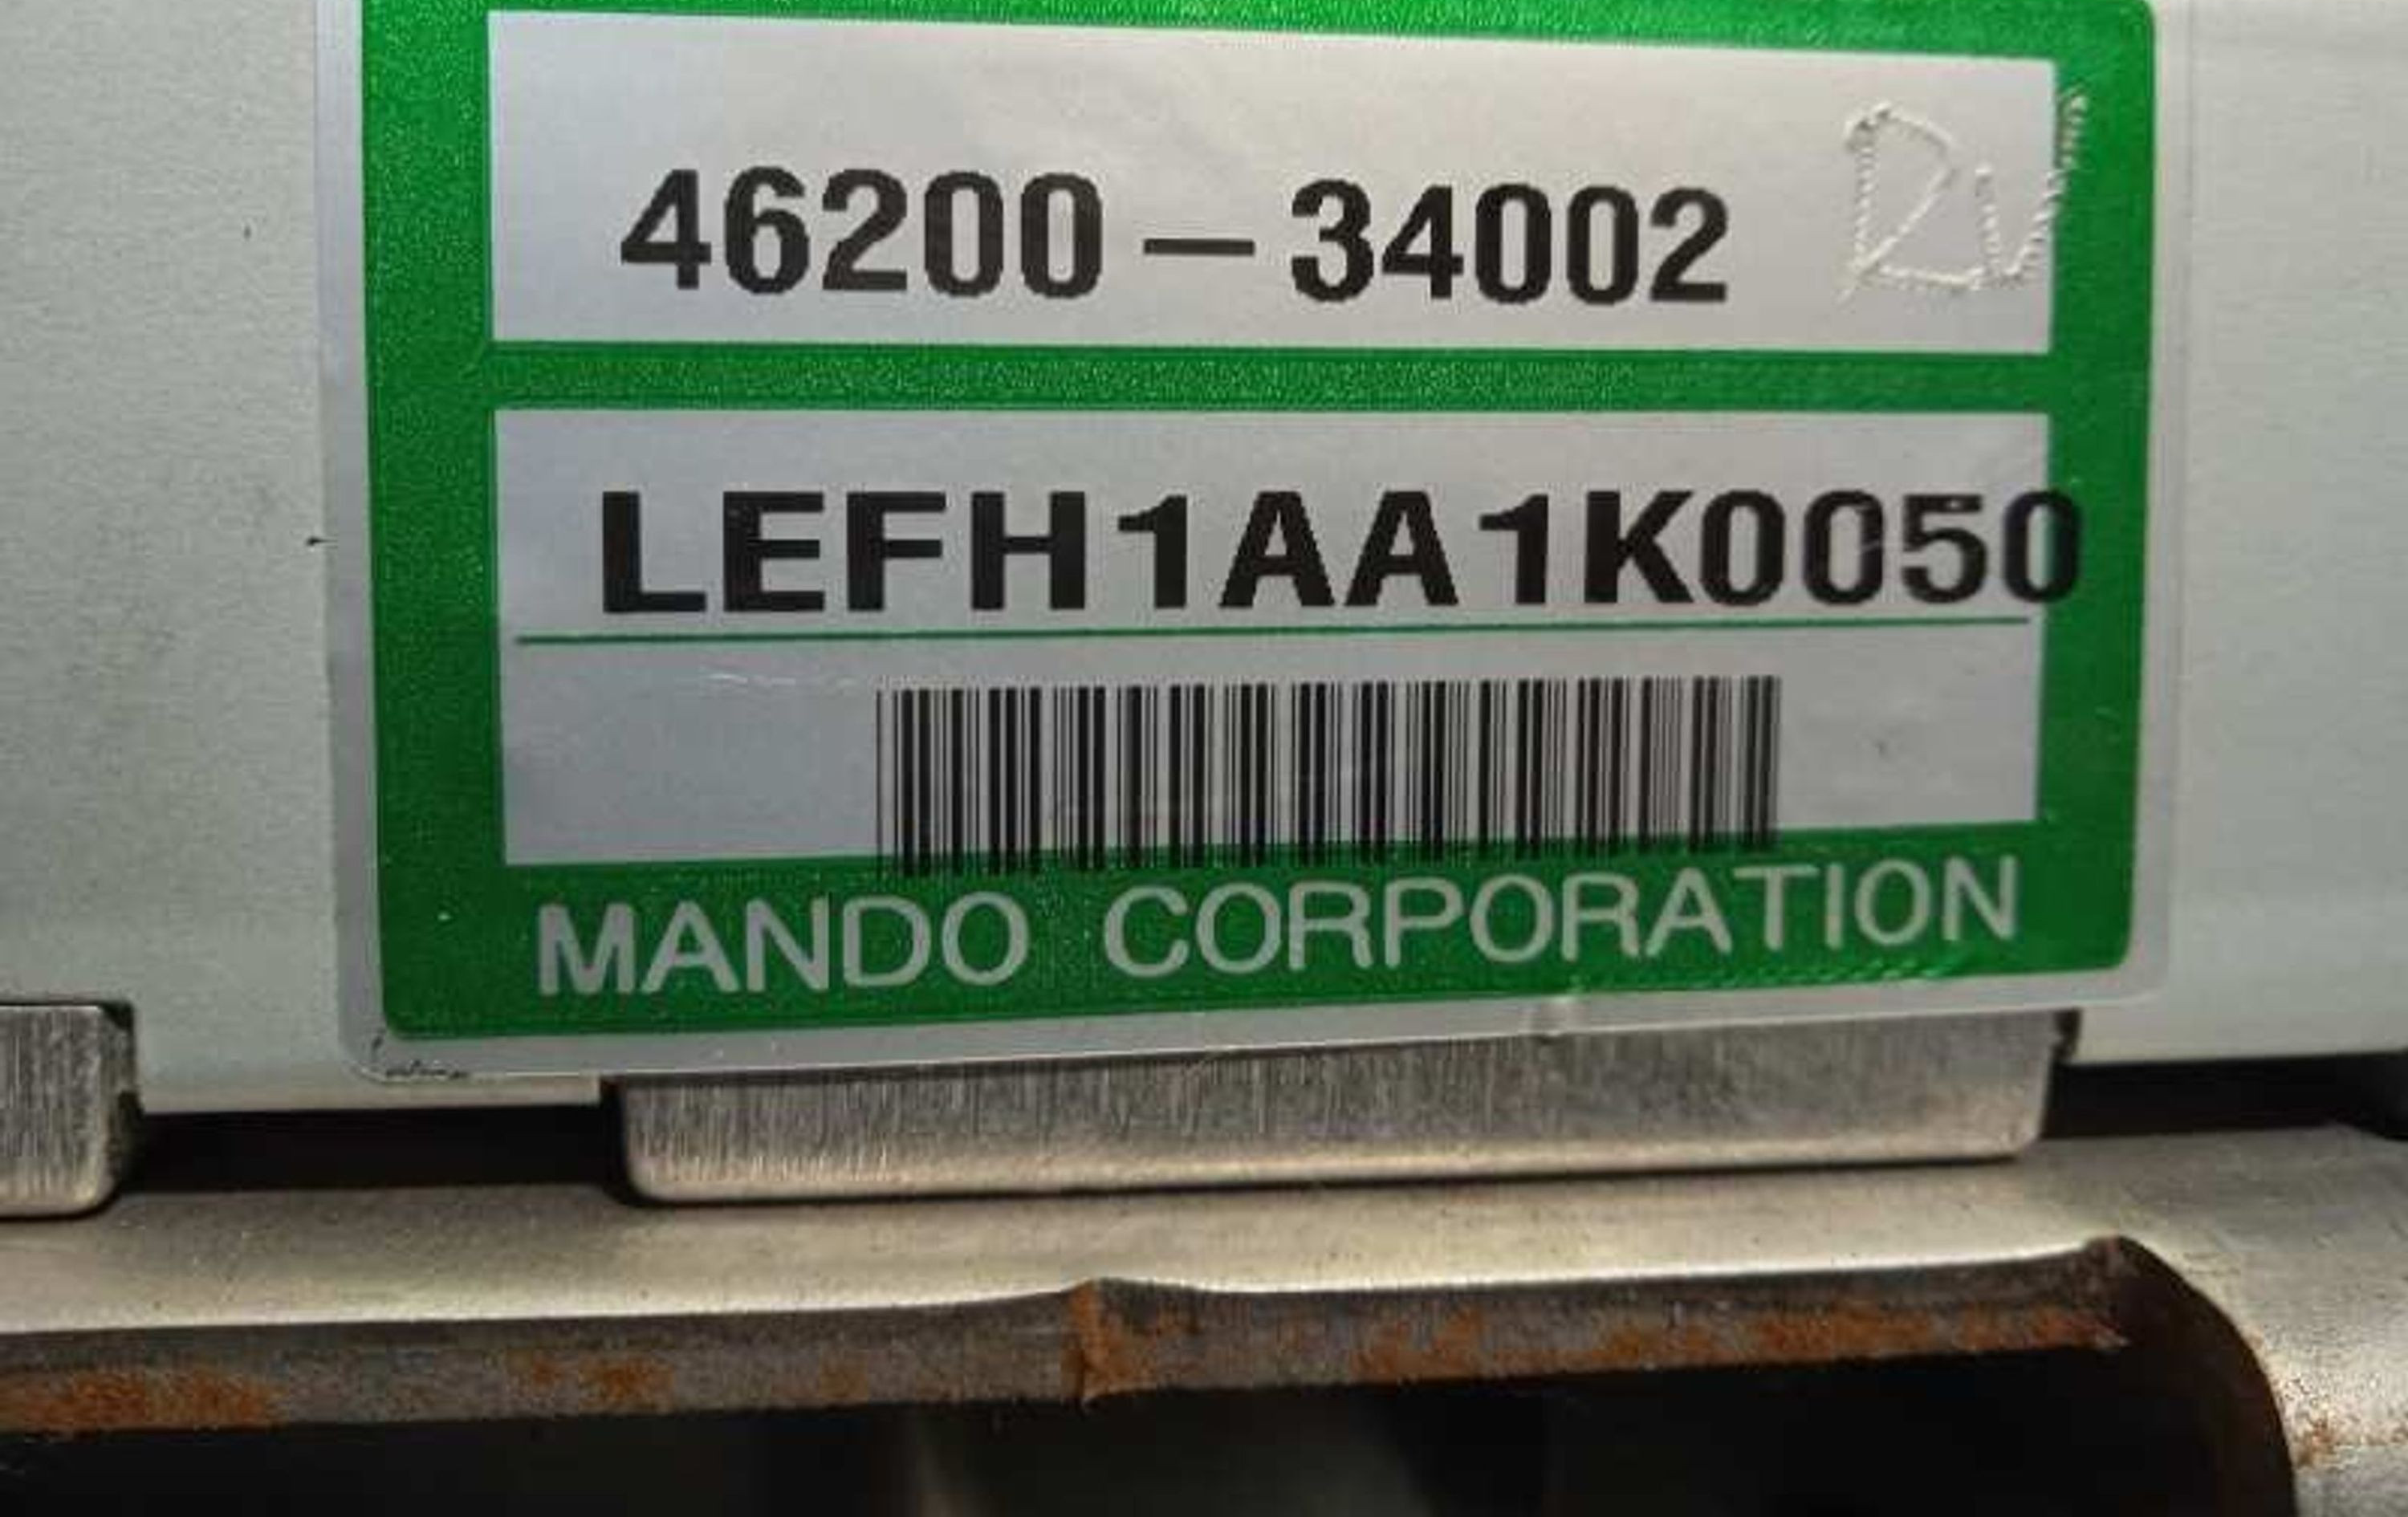 46200-34002
LEFH1AA1K0050
MANDO CORPORATION